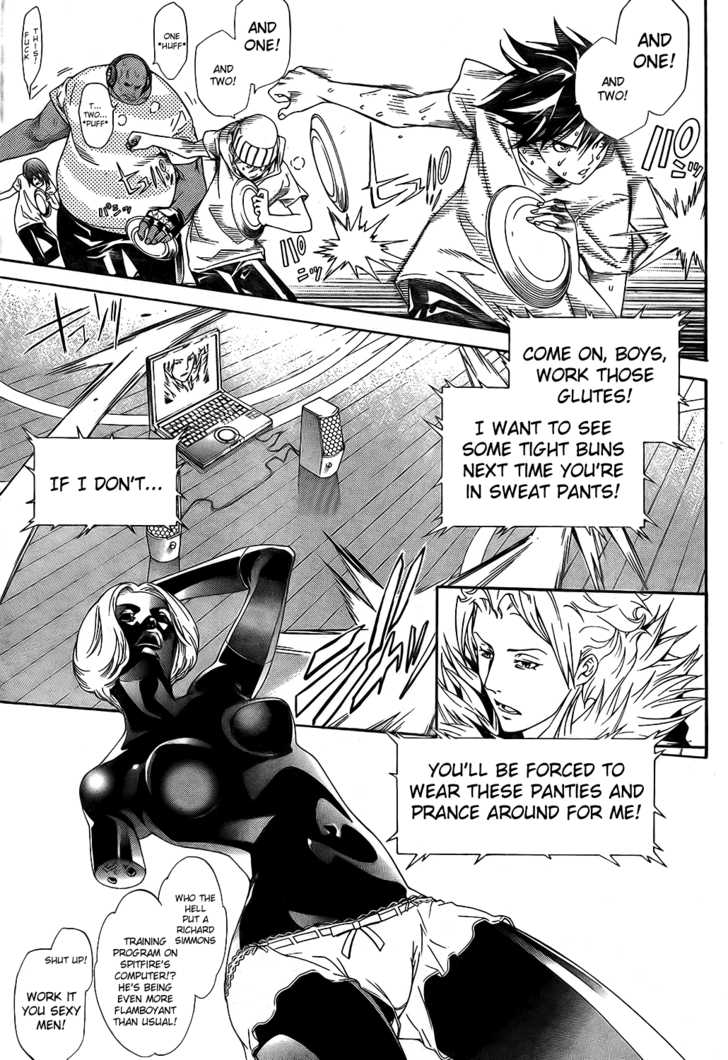 AND
ONE!
AND
TWO!
AND
ONE!
AND
TWO!
ONE
*HUFF*
T...
TWO...
*PUFF*
THIS!
FUCK
COME ON, BOYS,
WORK THOSE
GLUTES!
I WANT TO SEE
SOME TIGHT BUNS
NEXT TIME YOU'RE
IN SWEAT PANTS!
IF I DON'T...
YOU'LL BE FORCED TO
WEAR THESE PANTIES AND
PRANCE AROUND FOR ME!
WHO THE
HELL
PUT A
RICHARD
SIMMONS
TRAINING
PROGRAM ON
SPITFIRE'S
COMPUTER!?
HE'S BEING
EVEN MORE
FLAMBOYANT
THAN USUAL!
SHUT UP!
WORK IT
YOU SEXY
MEN!